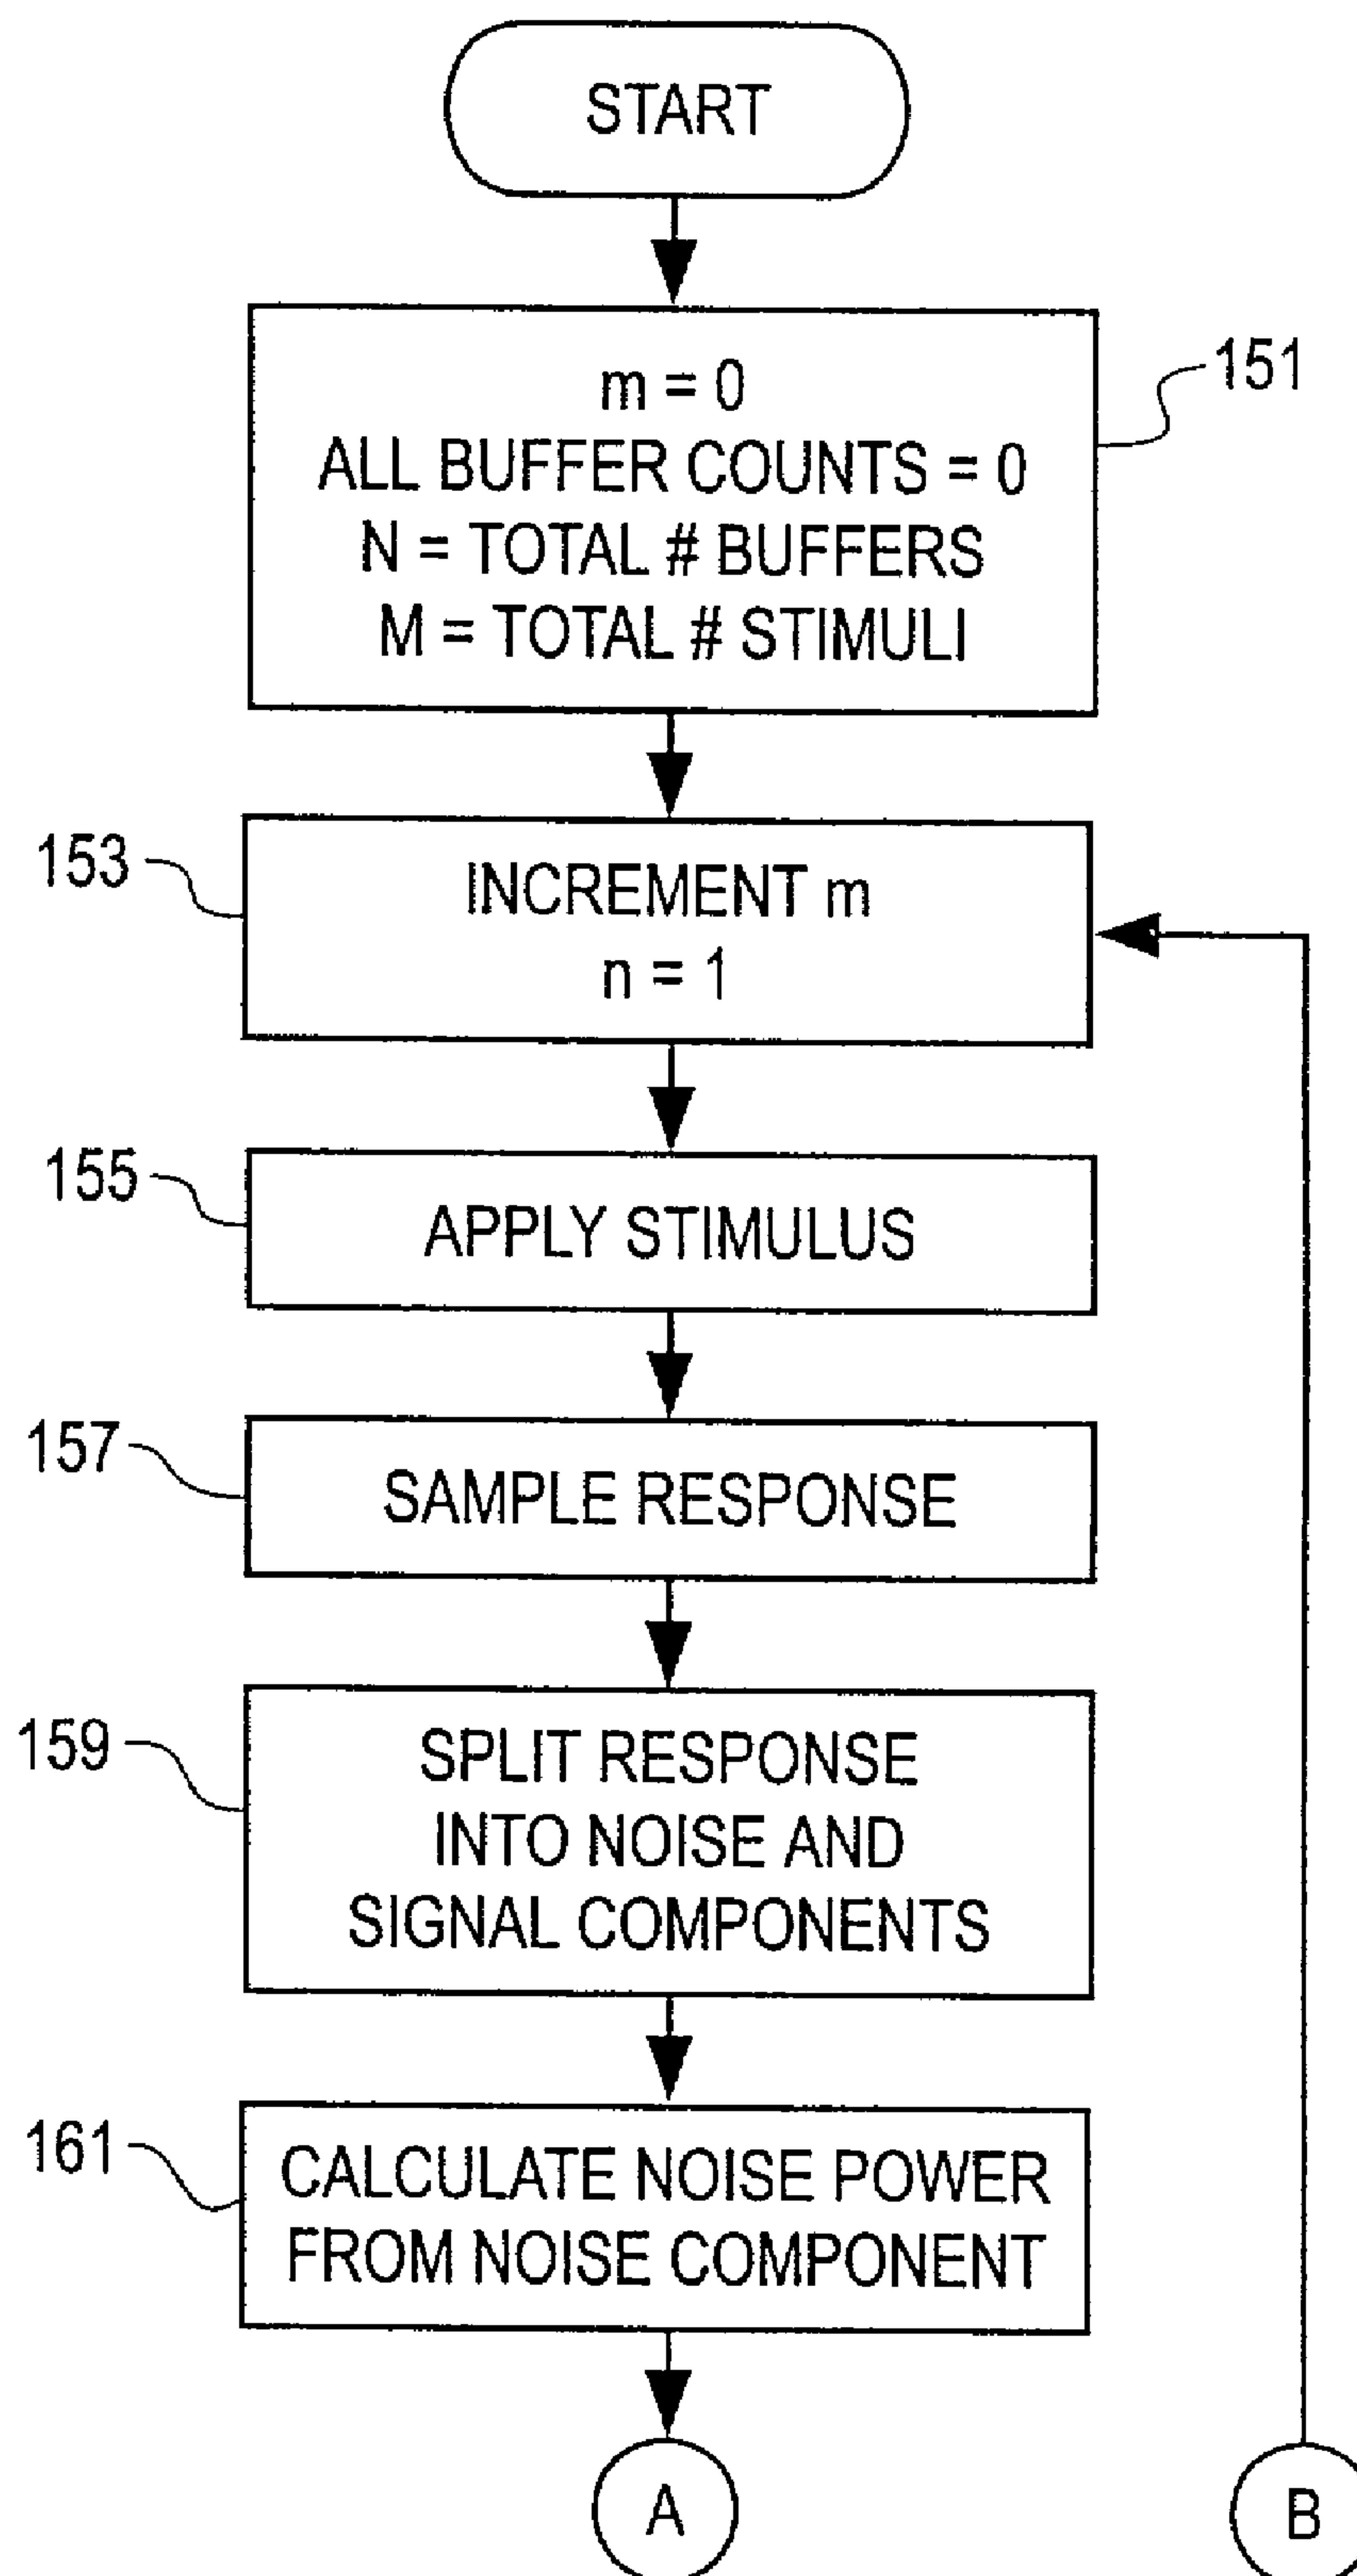 START
m = 0
ALL BUFFER COUNTS = 0
N = TOTAL # BUFFERS
M = TOTAL # STIMULI
151
153
INCREMENT m
n = 1
155
APPLY STIMULUS
157
SAMPLE RESPONSE
159
SPLIT RESPONSE
INTO NOISE AND
SIGNAL COMPONENTS
161
CALCULATE NOISE POWER
FROM NOISE COMPONENT
A
B